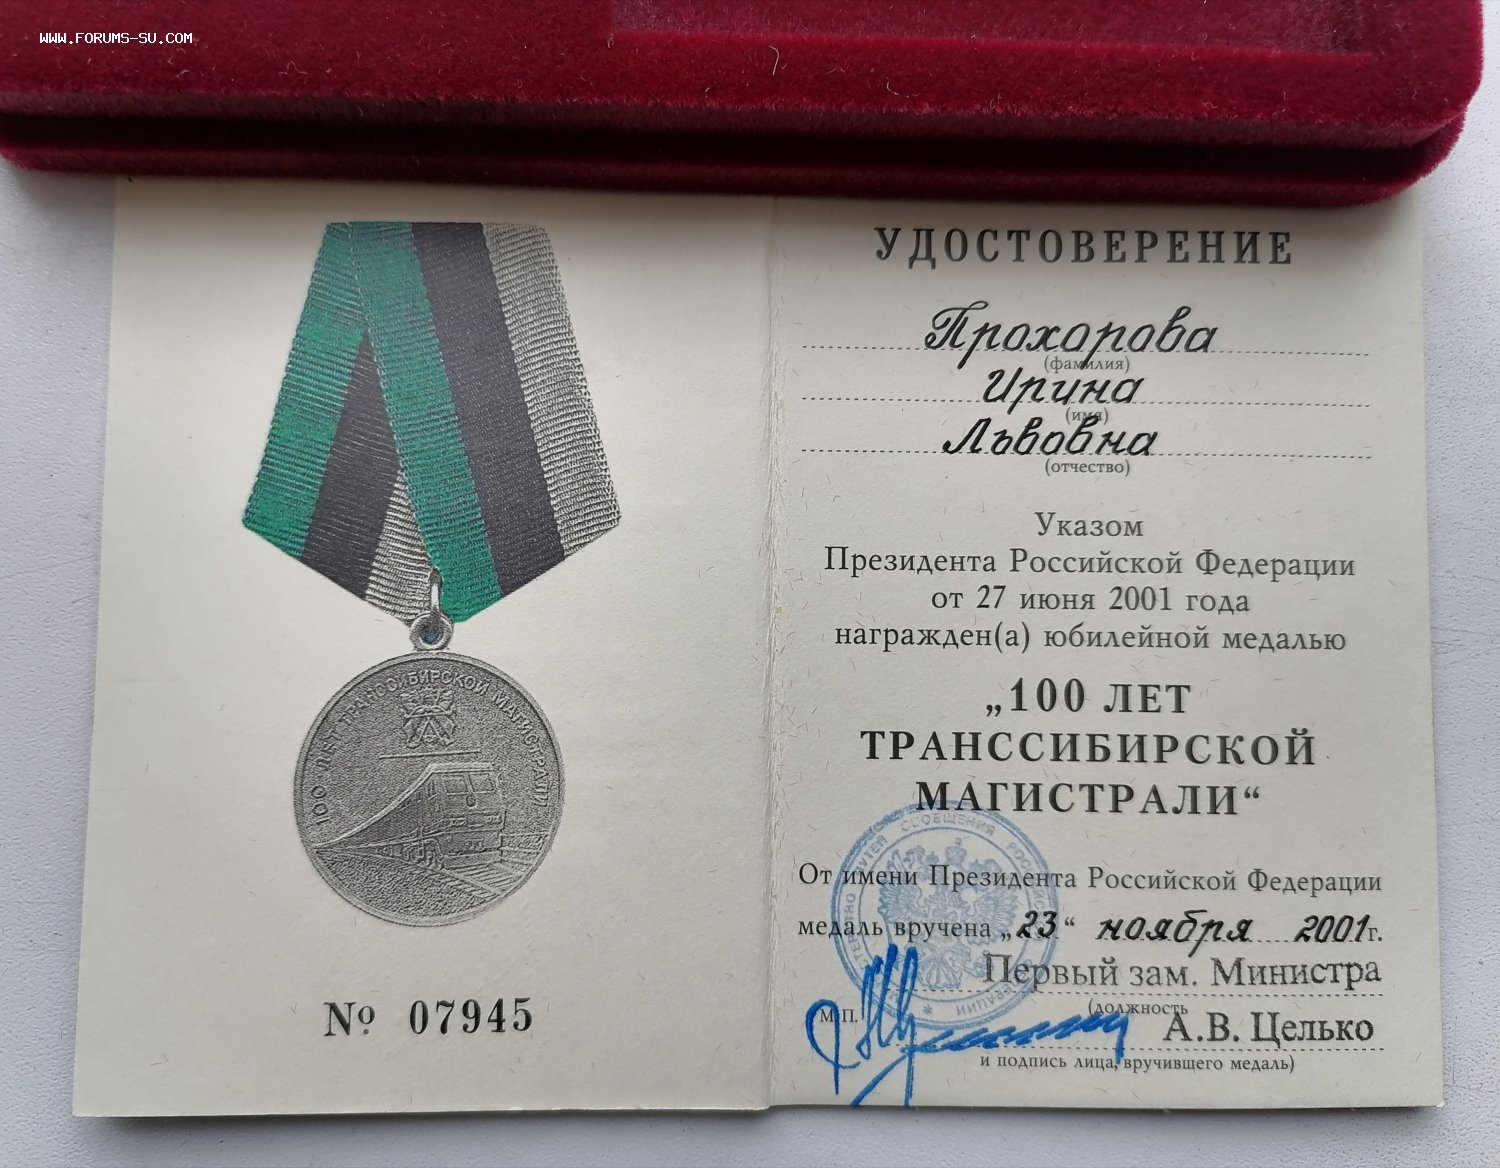 WWW.FORUMS-SU.COM
100 ЛЕТ ТРАНССИБИРСКОЙ МАГИСТРАЛИ
№ 07945
УДОСТОВЕРЕНИЕ
Прохорова
(фамилия)
Ирина
(имя)
Львовна
(отчество)
Указом
Президента Российской Федерации
от 27 июня 2001 года
награжден(а) юбилейной медалью
„100 ЛЕТ
ТРАНССИБИРСКОЙ
МАГИСТРАЛИ“
От имени Президента Российской Федерации
медаль вручена „23“ ноября 2001г.
Первый зам. Министра
(должность
М.П.
А.В. Целько
и подпись лица, вручившего медаль)
ПУТЕЙ СООБЩЕНИЯ